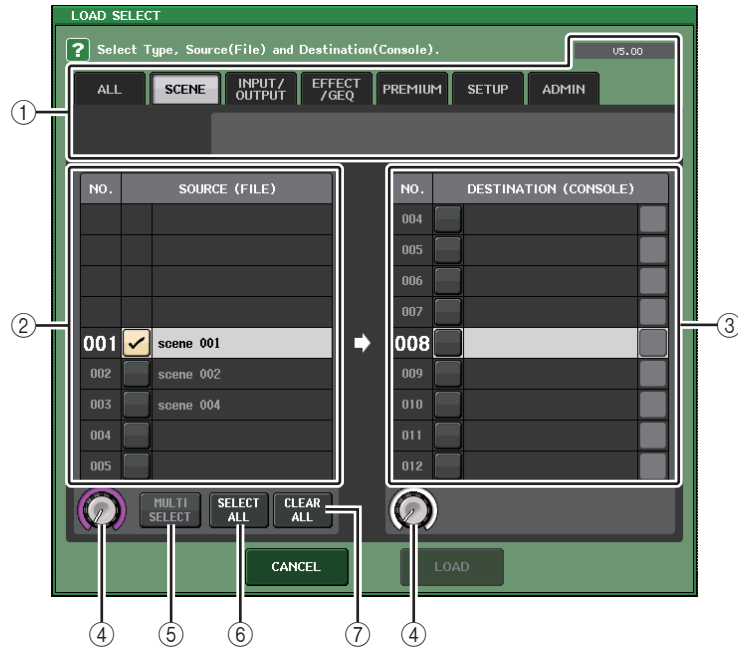 LOAD SELECT
? Select Type, Source(File) and Destination(Console).
V5.00
ALL SCENE INPUT/OUTPUT EFFECT/GEQ PREMIUM SETUP ADMIN
①
NO. SOURCE (FILE)
001 scene 001
002 scene 002
003 scene 004
004
005
②
NO. DESTINATION (CONSOLE)
004
005
006
007
008
009
010
011
012
③
MULTI SELECT
SELECT ALL
CLEAR ALL
CANCEL
LOAD
④ ⑤ ⑥ ⑦ ④